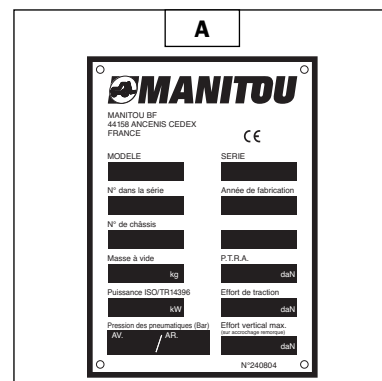 A
MANITOU
MANITOU BF
44158 ANCENIS CEDEX
FRANCE
CE
MODELE SERIE
N° dans la série Année de fabrication
N° de châssis
Masse à vide P.T.R.A.
kg daN
Puissance ISO/TR14396 Effort de traction
kW daN
Pression des pneumatiques (Bar) Effort vertical max.
(sur accrochage remorque)
AV. / AR. daN
N°240804